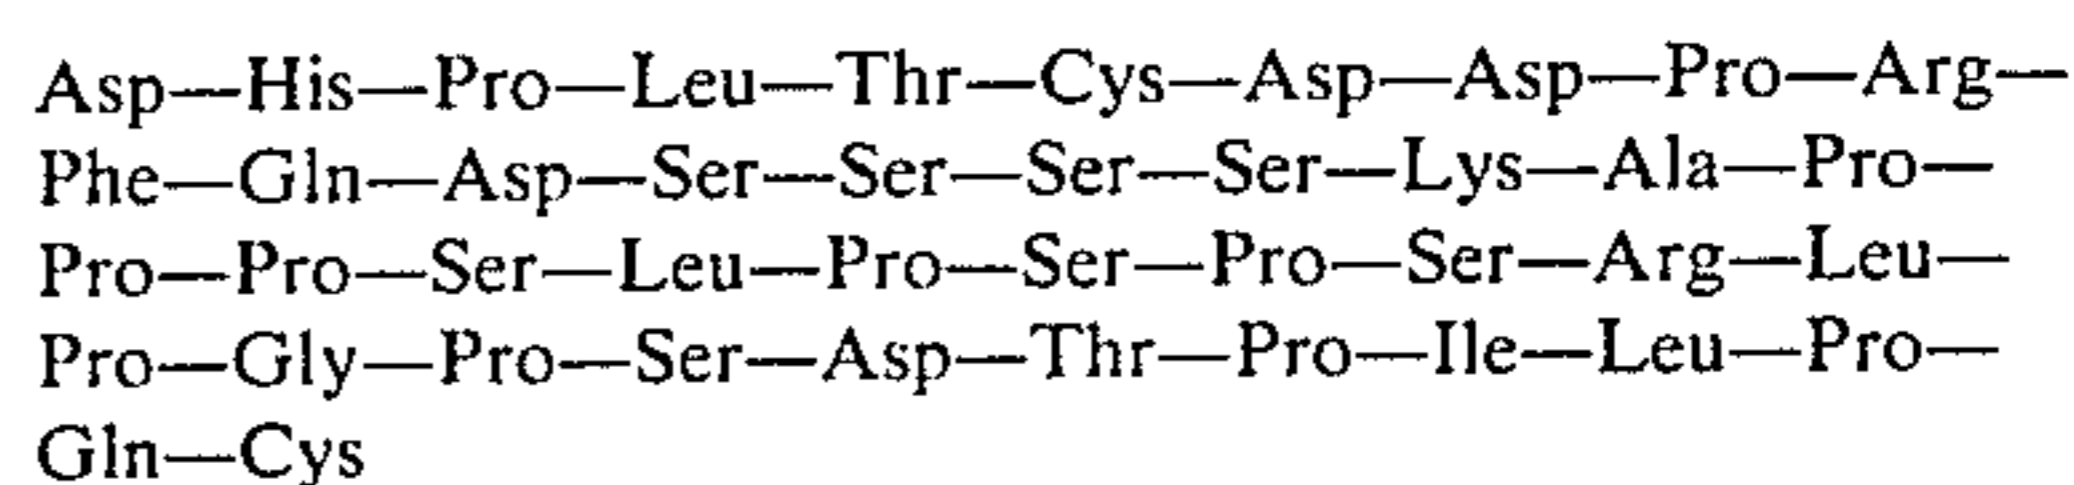 Asp—His—Pro—Leu—Thr—Cys—Asp—Asp—Pro—Arg—
Phe—Gln—Asp—Ser—Ser—Ser—Ser—Lys—Ala—Pro—
Pro—Pro—Ser—Leu—Pro—Ser—Pro—Ser—Arg—Leu—
Pro—Gly—Pro—Ser—Asp—Thr—Pro—Ile—Leu—Pro—
Gln—Cys